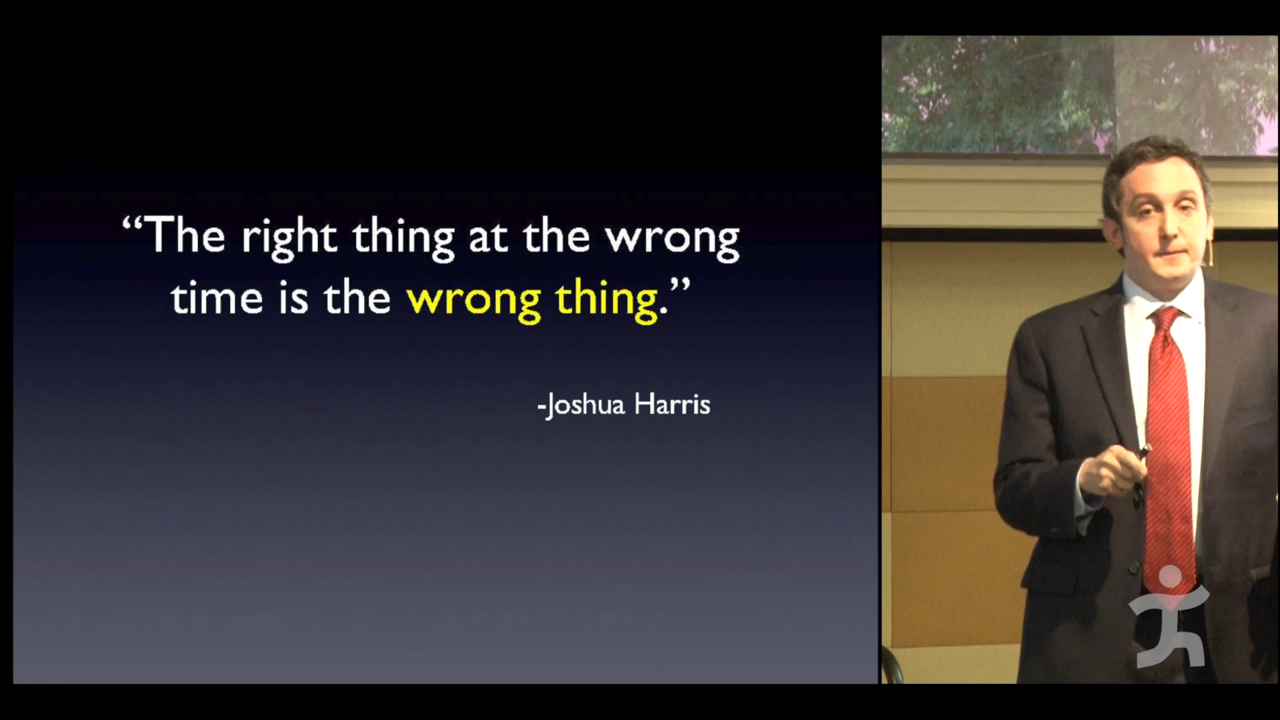 “The right thing at the wrong
time is the wrong thing.”
-Joshua Harris